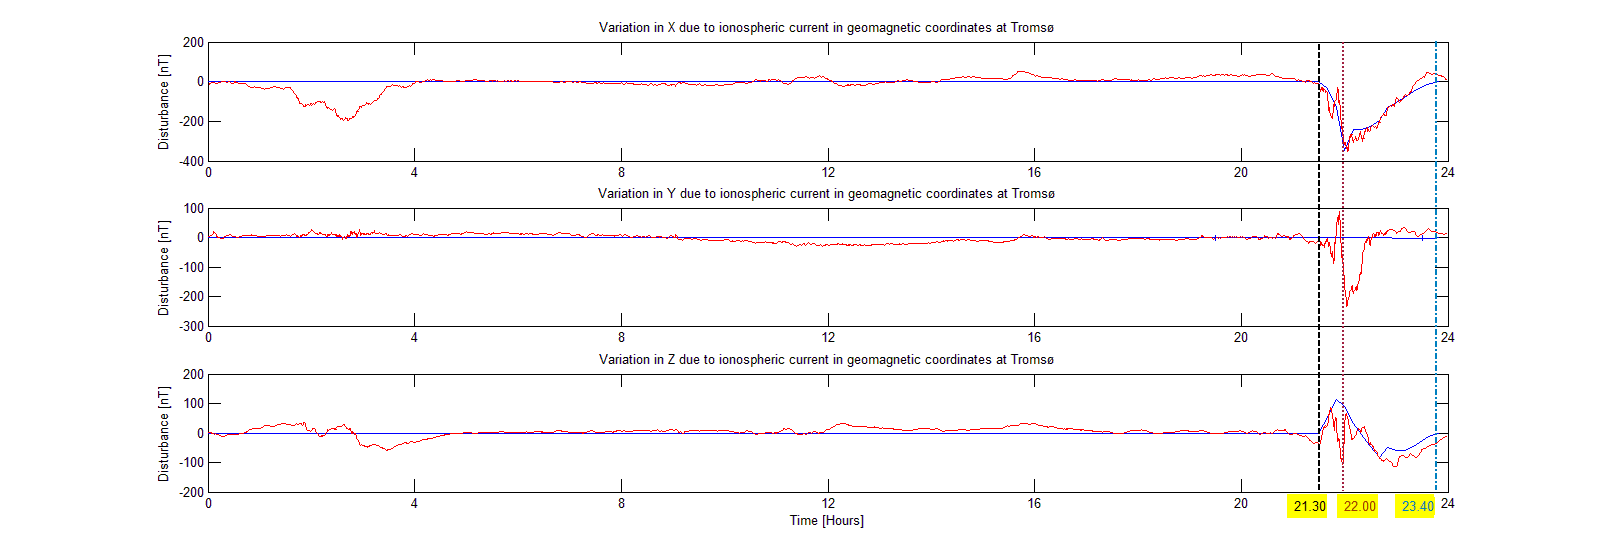 Variation in X due to ionospheric current in geomagnetic coordinates at Tromsø
Disturbance [nT]
200
0
-200
-400
0 4 8 12 16 20 24
Variation in Y due to ionospheric current in geomagnetic coordinates at Tromsø
Disturbance [nT]
100
0
-100
-200
-300
0 4 8 12 16 20 24
Variation in Z due to ionospheric current in geomagnetic coordinates at Tromsø
Disturbance [nT]
200
100
0
-100
-200
0 4 8 12 16 20 21.30 22.00 23.40 24
Time [Hours]